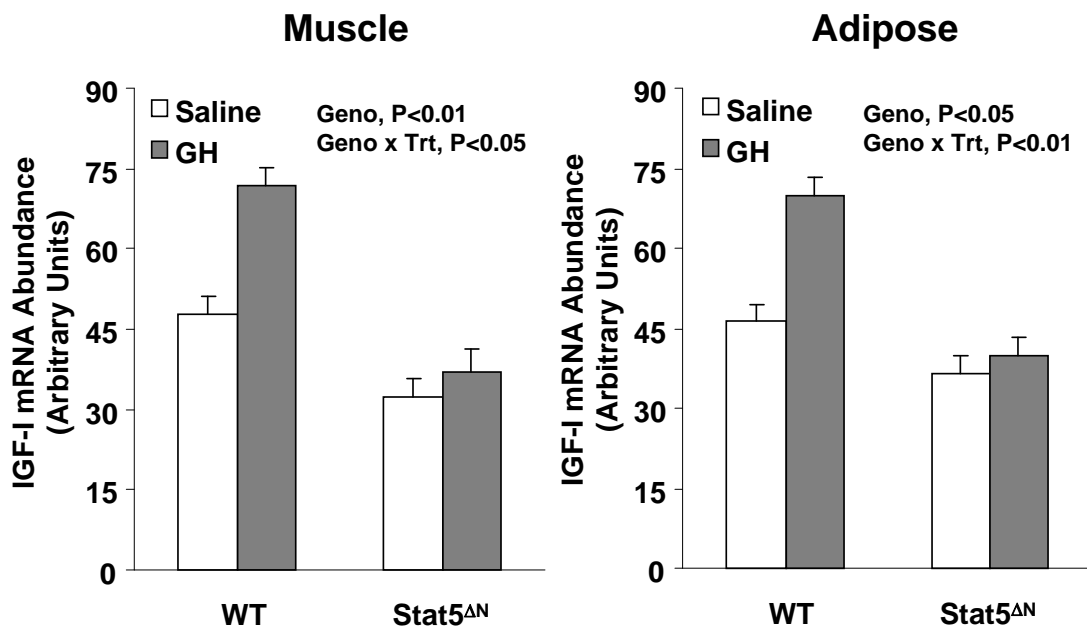 Muscle
Adipose
IGF-I mRNA Abundance
(Arbitrary Units)
90
75
60
45
30
15
0
Saline
GH
Geno, P<0.01
Geno x Trt, P<0.05
WT
Stat5ΔN
IGF-I mRNA Abundance
(Arbitrary Units)
90
75
60
45
30
15
0
Saline
GH
Geno, P<0.05
Geno x Trt, P<0.01
WT
Stat5ΔN